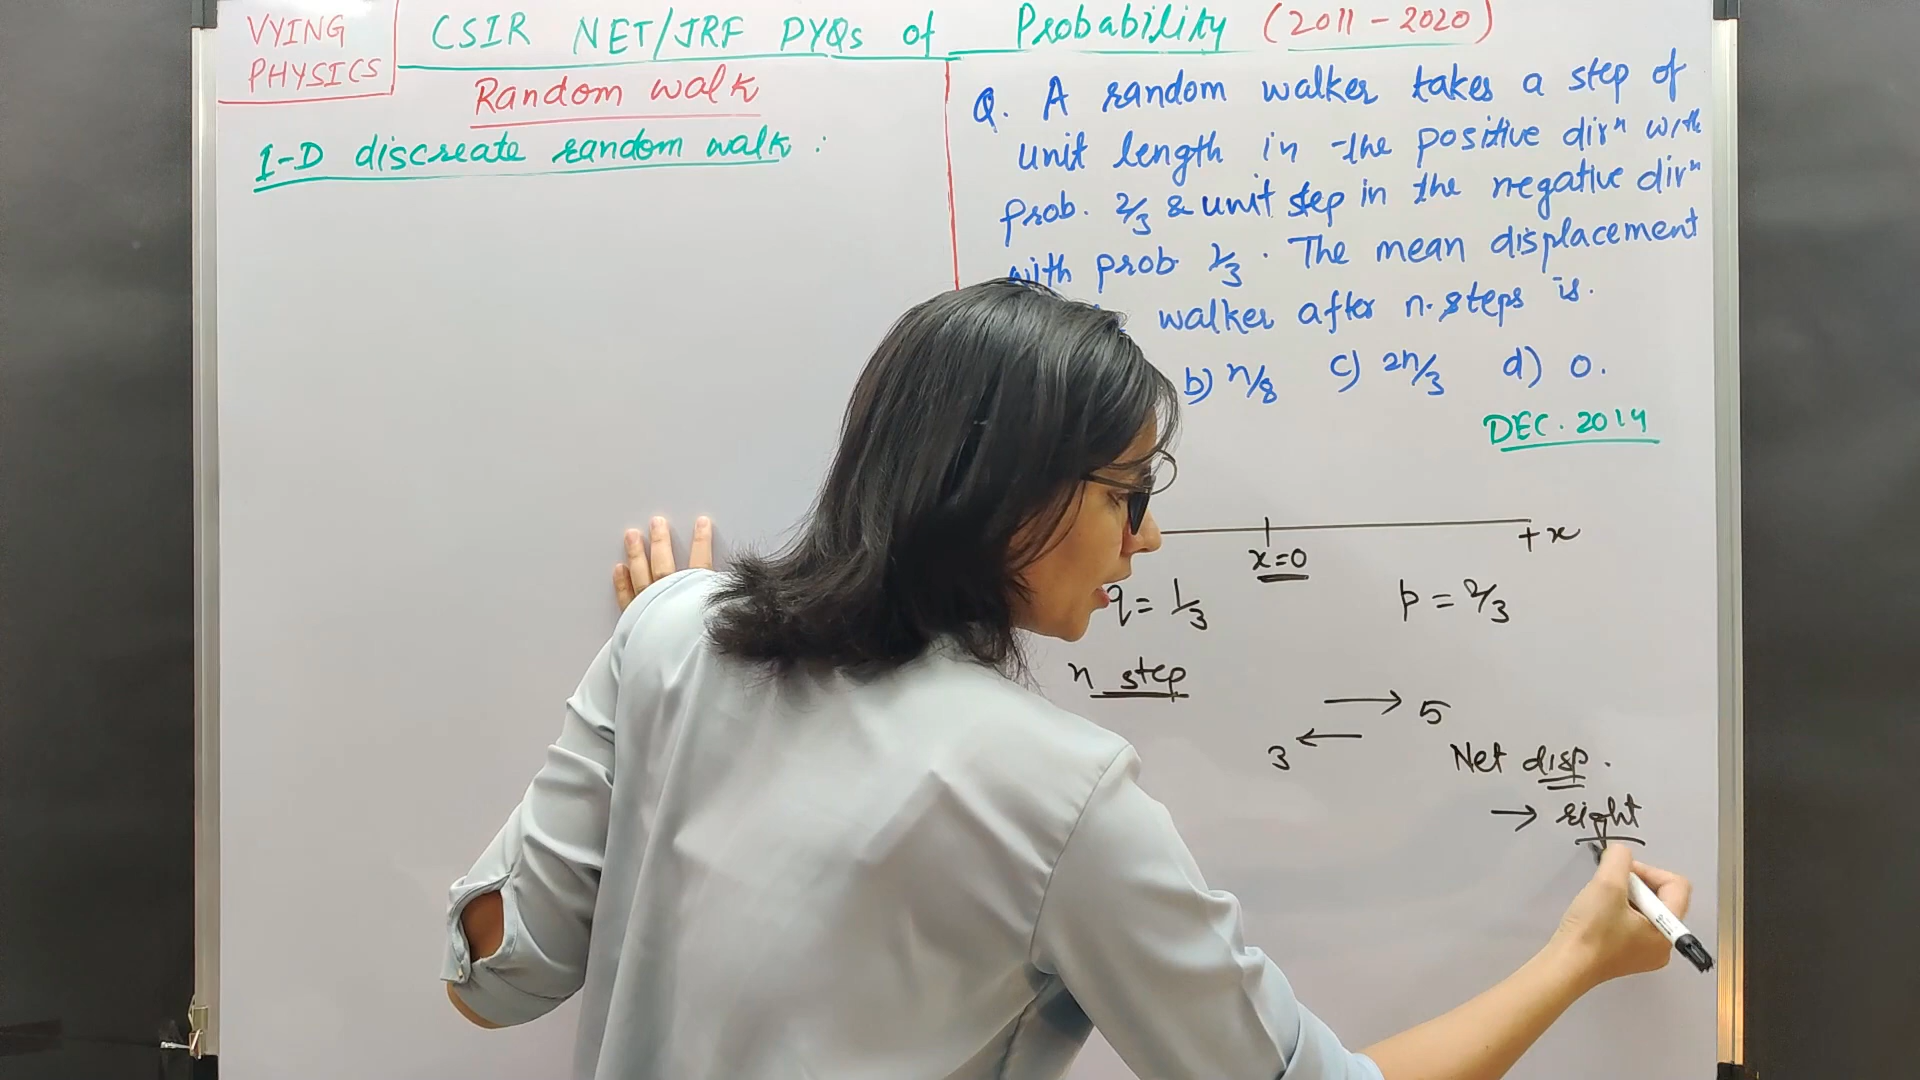 VYING
PHYSICS
CSIR NET/JRF PYQs of Probability (2011-2020)
Random walk
1-D discreate random walk :
Q. A random walker takes a step of
unit length in the positive dirⁿ with
prob. 2/3 & unit step in the negative dirⁿ
with prob 1/3. The mean displacement
walker after n steps is.
b) n/8 c) 2n/3 d) 0.
DEC. 2014
x=0 +x
q = 1/3 p = 2/3
n step
→ 5
3 ←
Net disp.
→ right